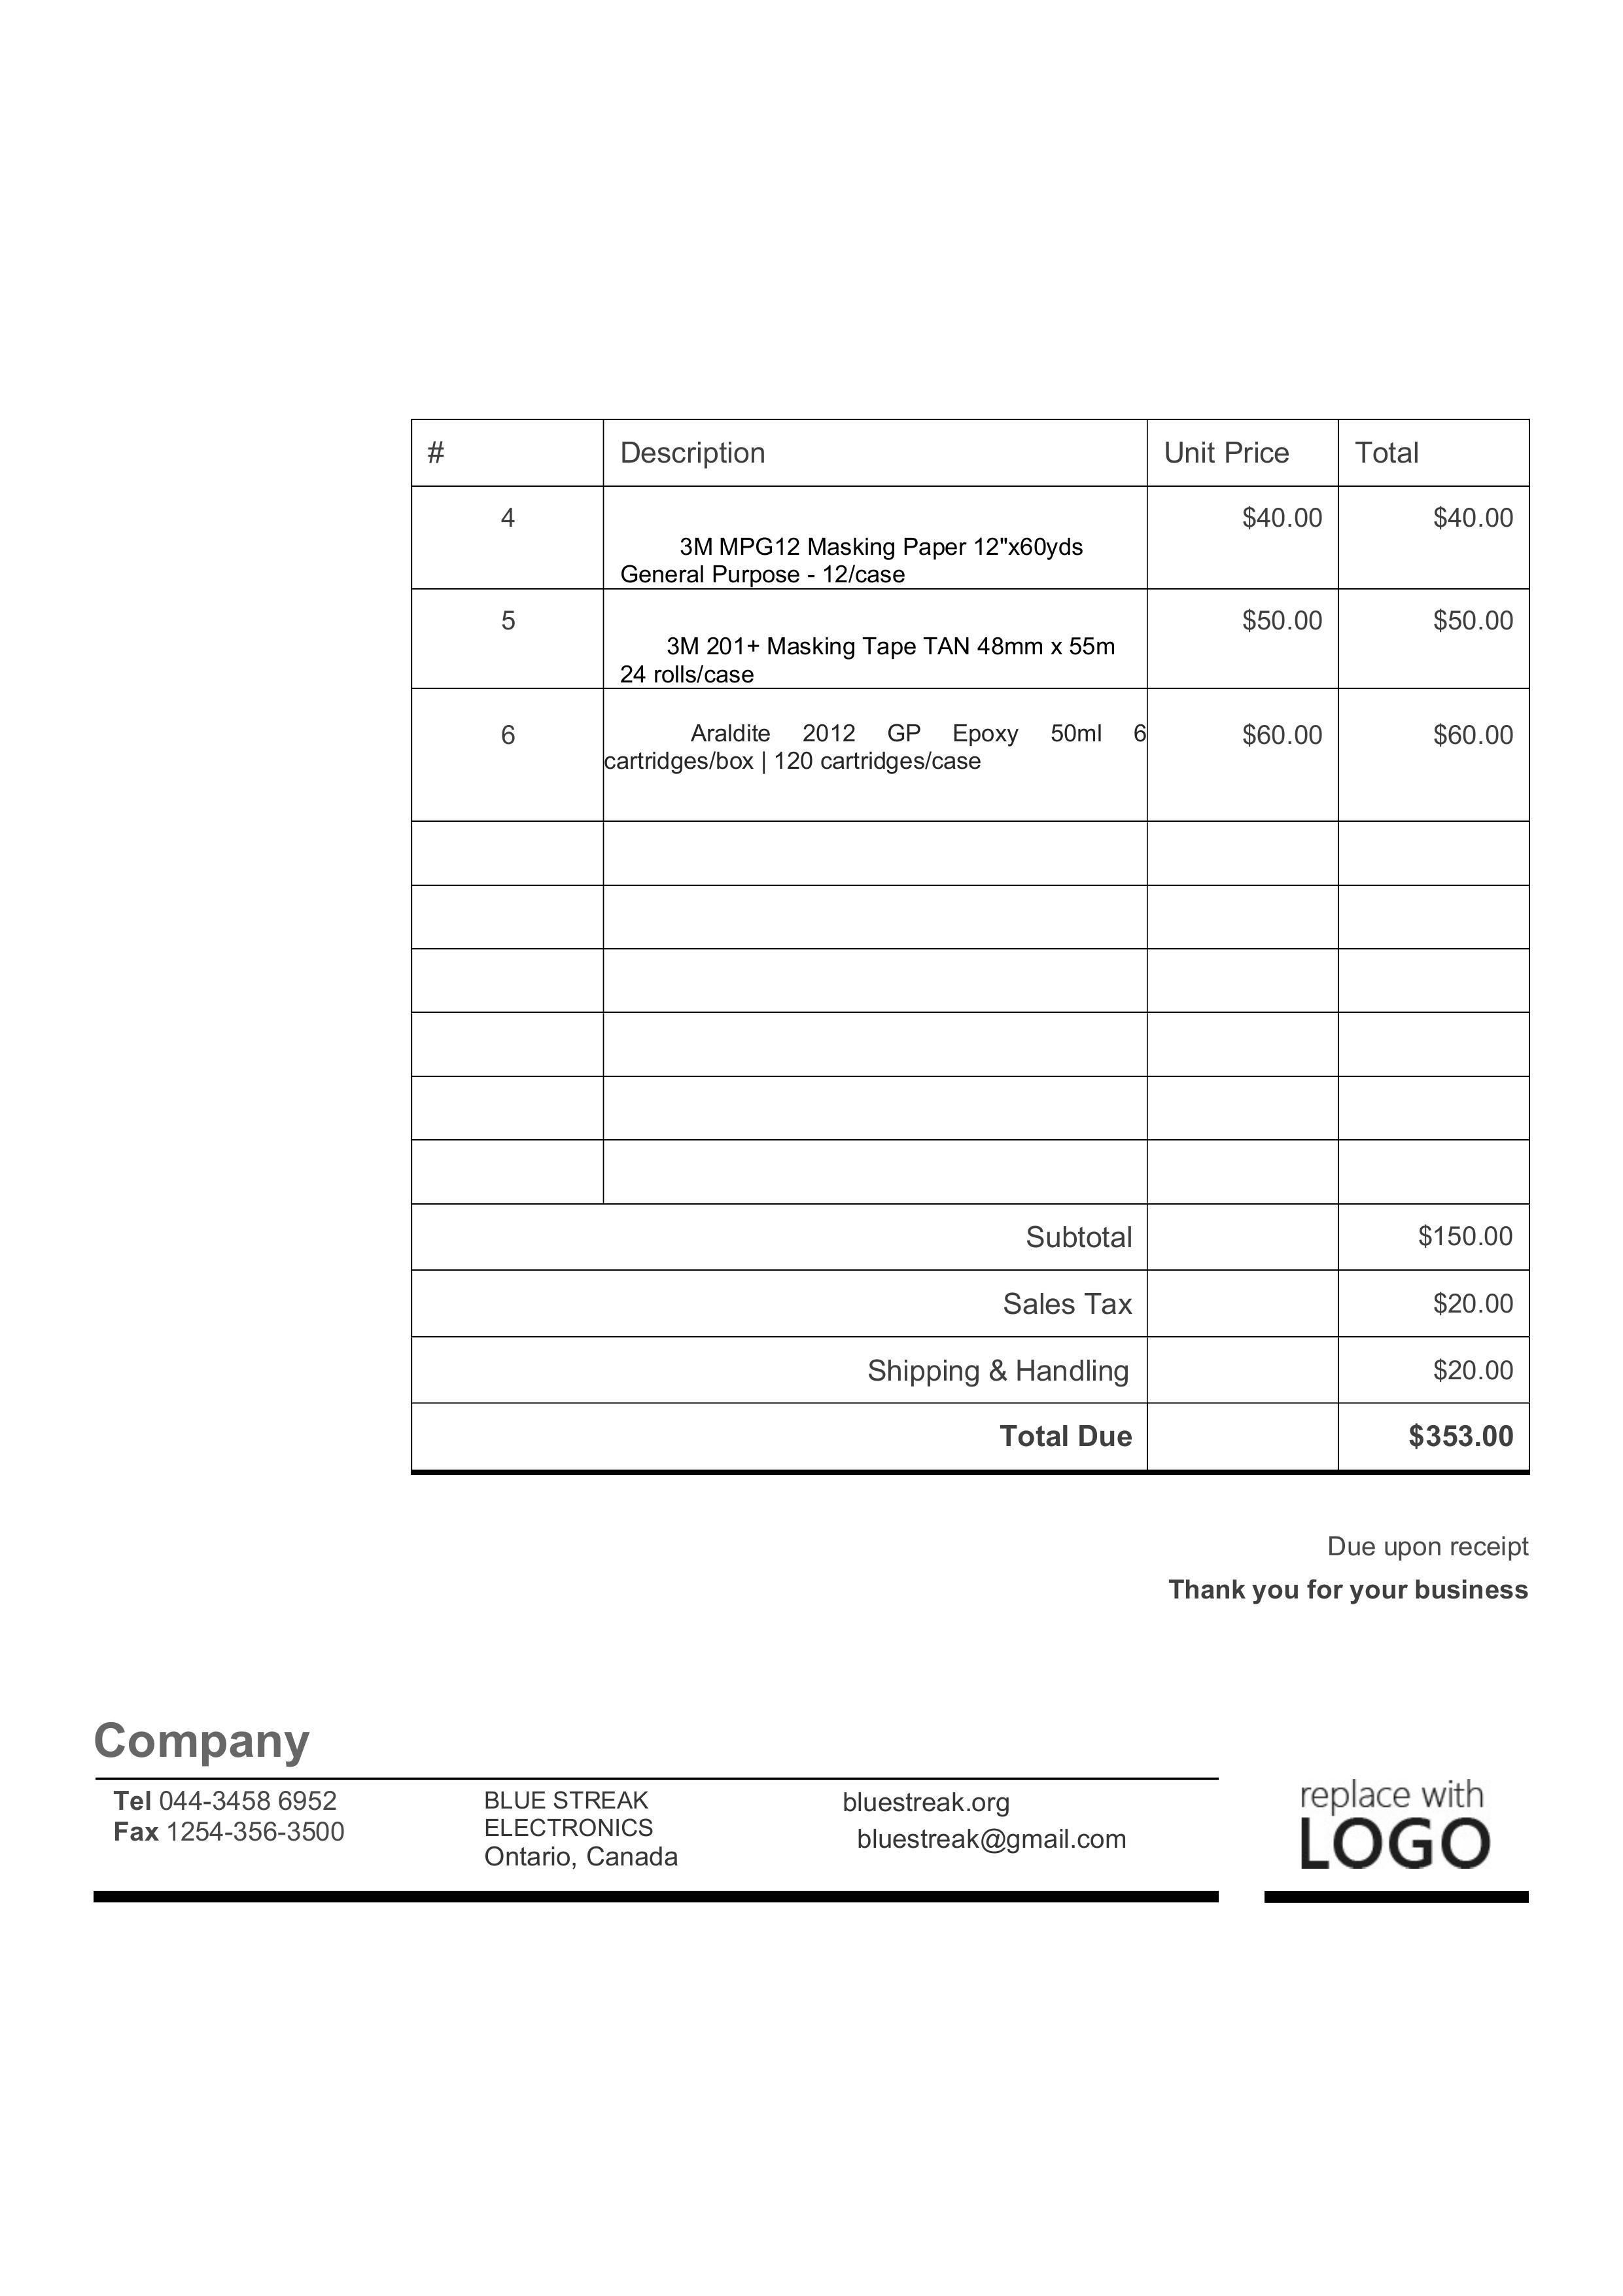 # Description Unit Price Total
4 $40.00 $40.00
3M MPG12 Masking Paper 12"x60yds
General Purpose - 12/case
5 $50.00 $50.00
3M 201+ Masking Tape TAN 48mm x 55m
24 rolls/case
6 Araldite 2012 GP Epoxy 50ml 6 $60.00 $60.00
cartridges/box | 120 cartridges/case
Subtotal $150.00
Sales Tax $20.00
Shipping & Handling $20.00
Total Due $353.00
Due upon receipt
Thank you for your business
Company
Tel 044-3458 6952
Fax 1254-356-3500
BLUE STREAK
ELECTRONICS
Ontario, Canada
bluestreak.org
bluestreak@gmail.com
replace with
LOGO